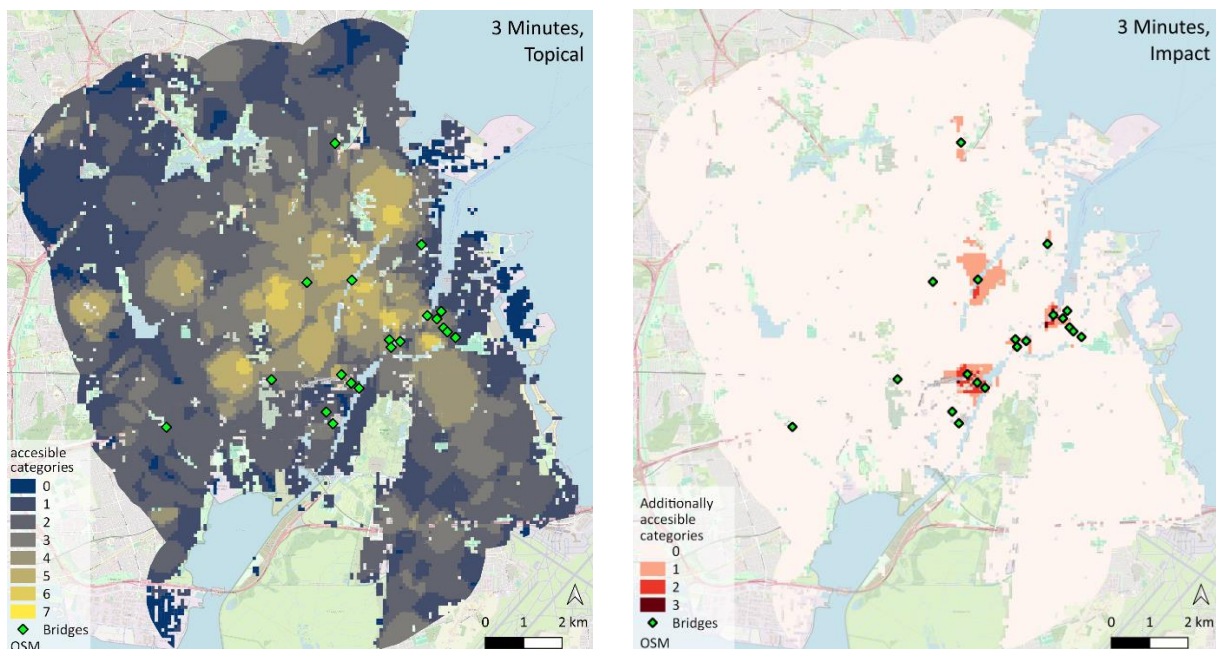 3 Minutes,
Topical
accesible
categories
0
1
2
3
4
5
6
7
Bridges
OSM
0 1 2 km
3 Minutes,
Impact
Additionally
accesible
categories
0
1
2
3
Bridges
OSM
0 1 2 km